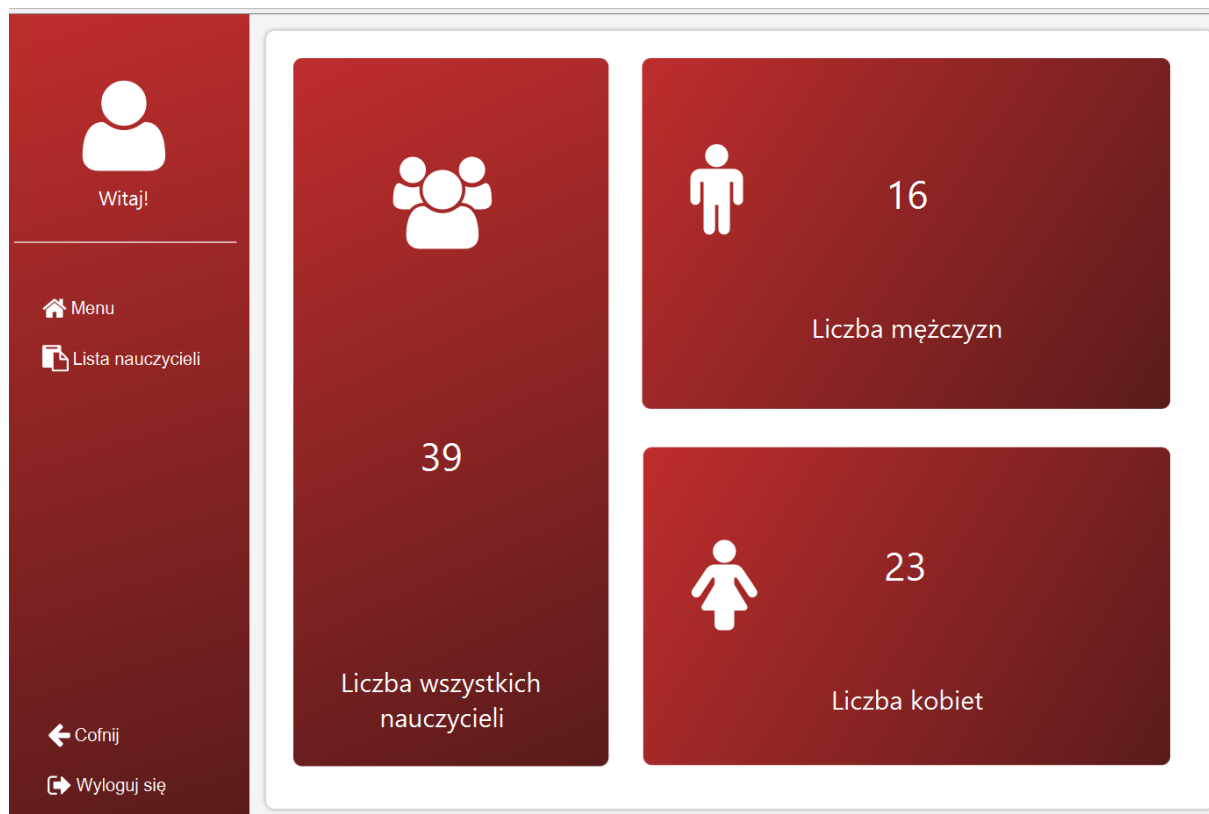 Witaj!
Menu
Lista nauczycieli
Cofnij
Wyloguj się
39
Liczba wszystkich
nauczycieli
16
Liczba mężczyzn
23
Liczba kobiet